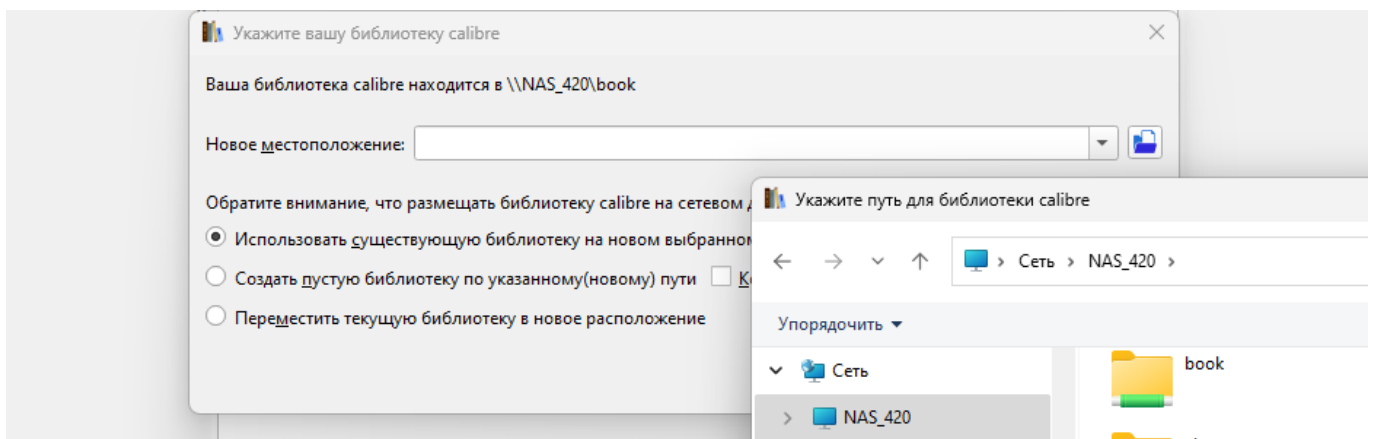 Укажите вашу библиотеку calibre
Ваша библиотека calibre находится в \\NAS_420\book
Новое местоположение:
Обратите внимание, что размещать библиотеку calibre на сетевом
Укажите путь для библиотеки calibre
Использовать существующую библиотеку на новом
Сеть > NAS_420 >
Создать пустую библиотеку по указанному(новому) пути
Переместить текущую библиотеку в новое расположение
Упорядочить
Сеть
book
NAS_420